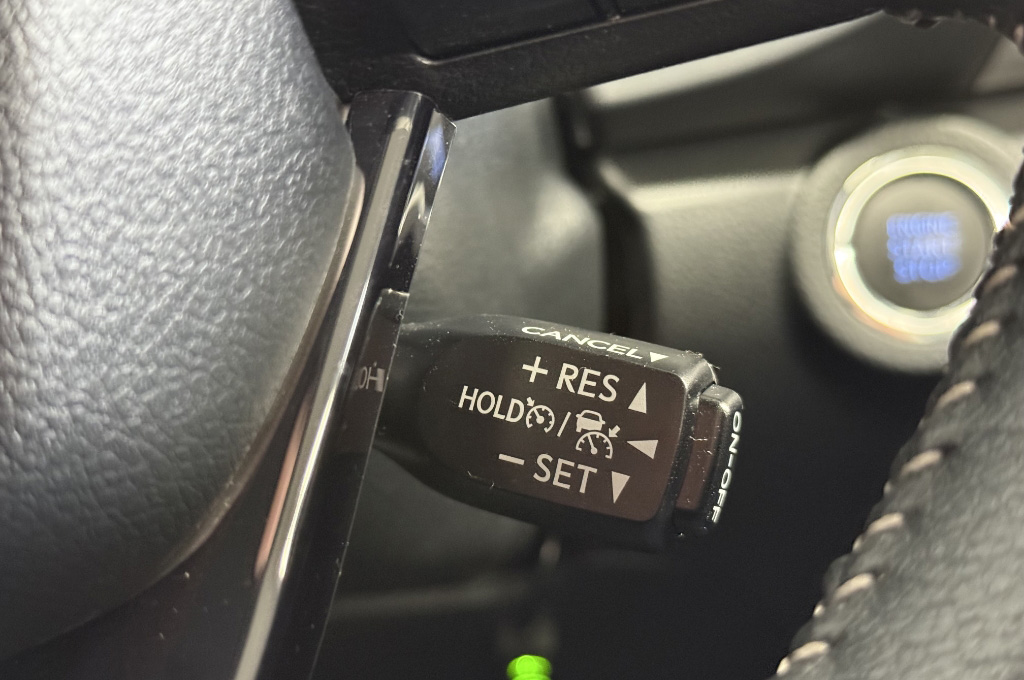 CANCEL ▼
+ RES ▲
HOLD / ◀
− SET ▼
ON-OFF
ENGINE
START
STOP